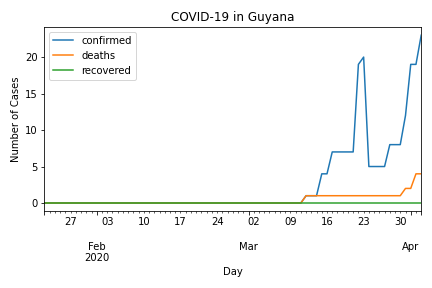 COVID-19 in Guyana
confirmed
deaths
recovered
Number of Cases
20
15
10
5
0
27 03 10 17 24 02 09 16 23 30
Feb Mar Apr
2020
Day